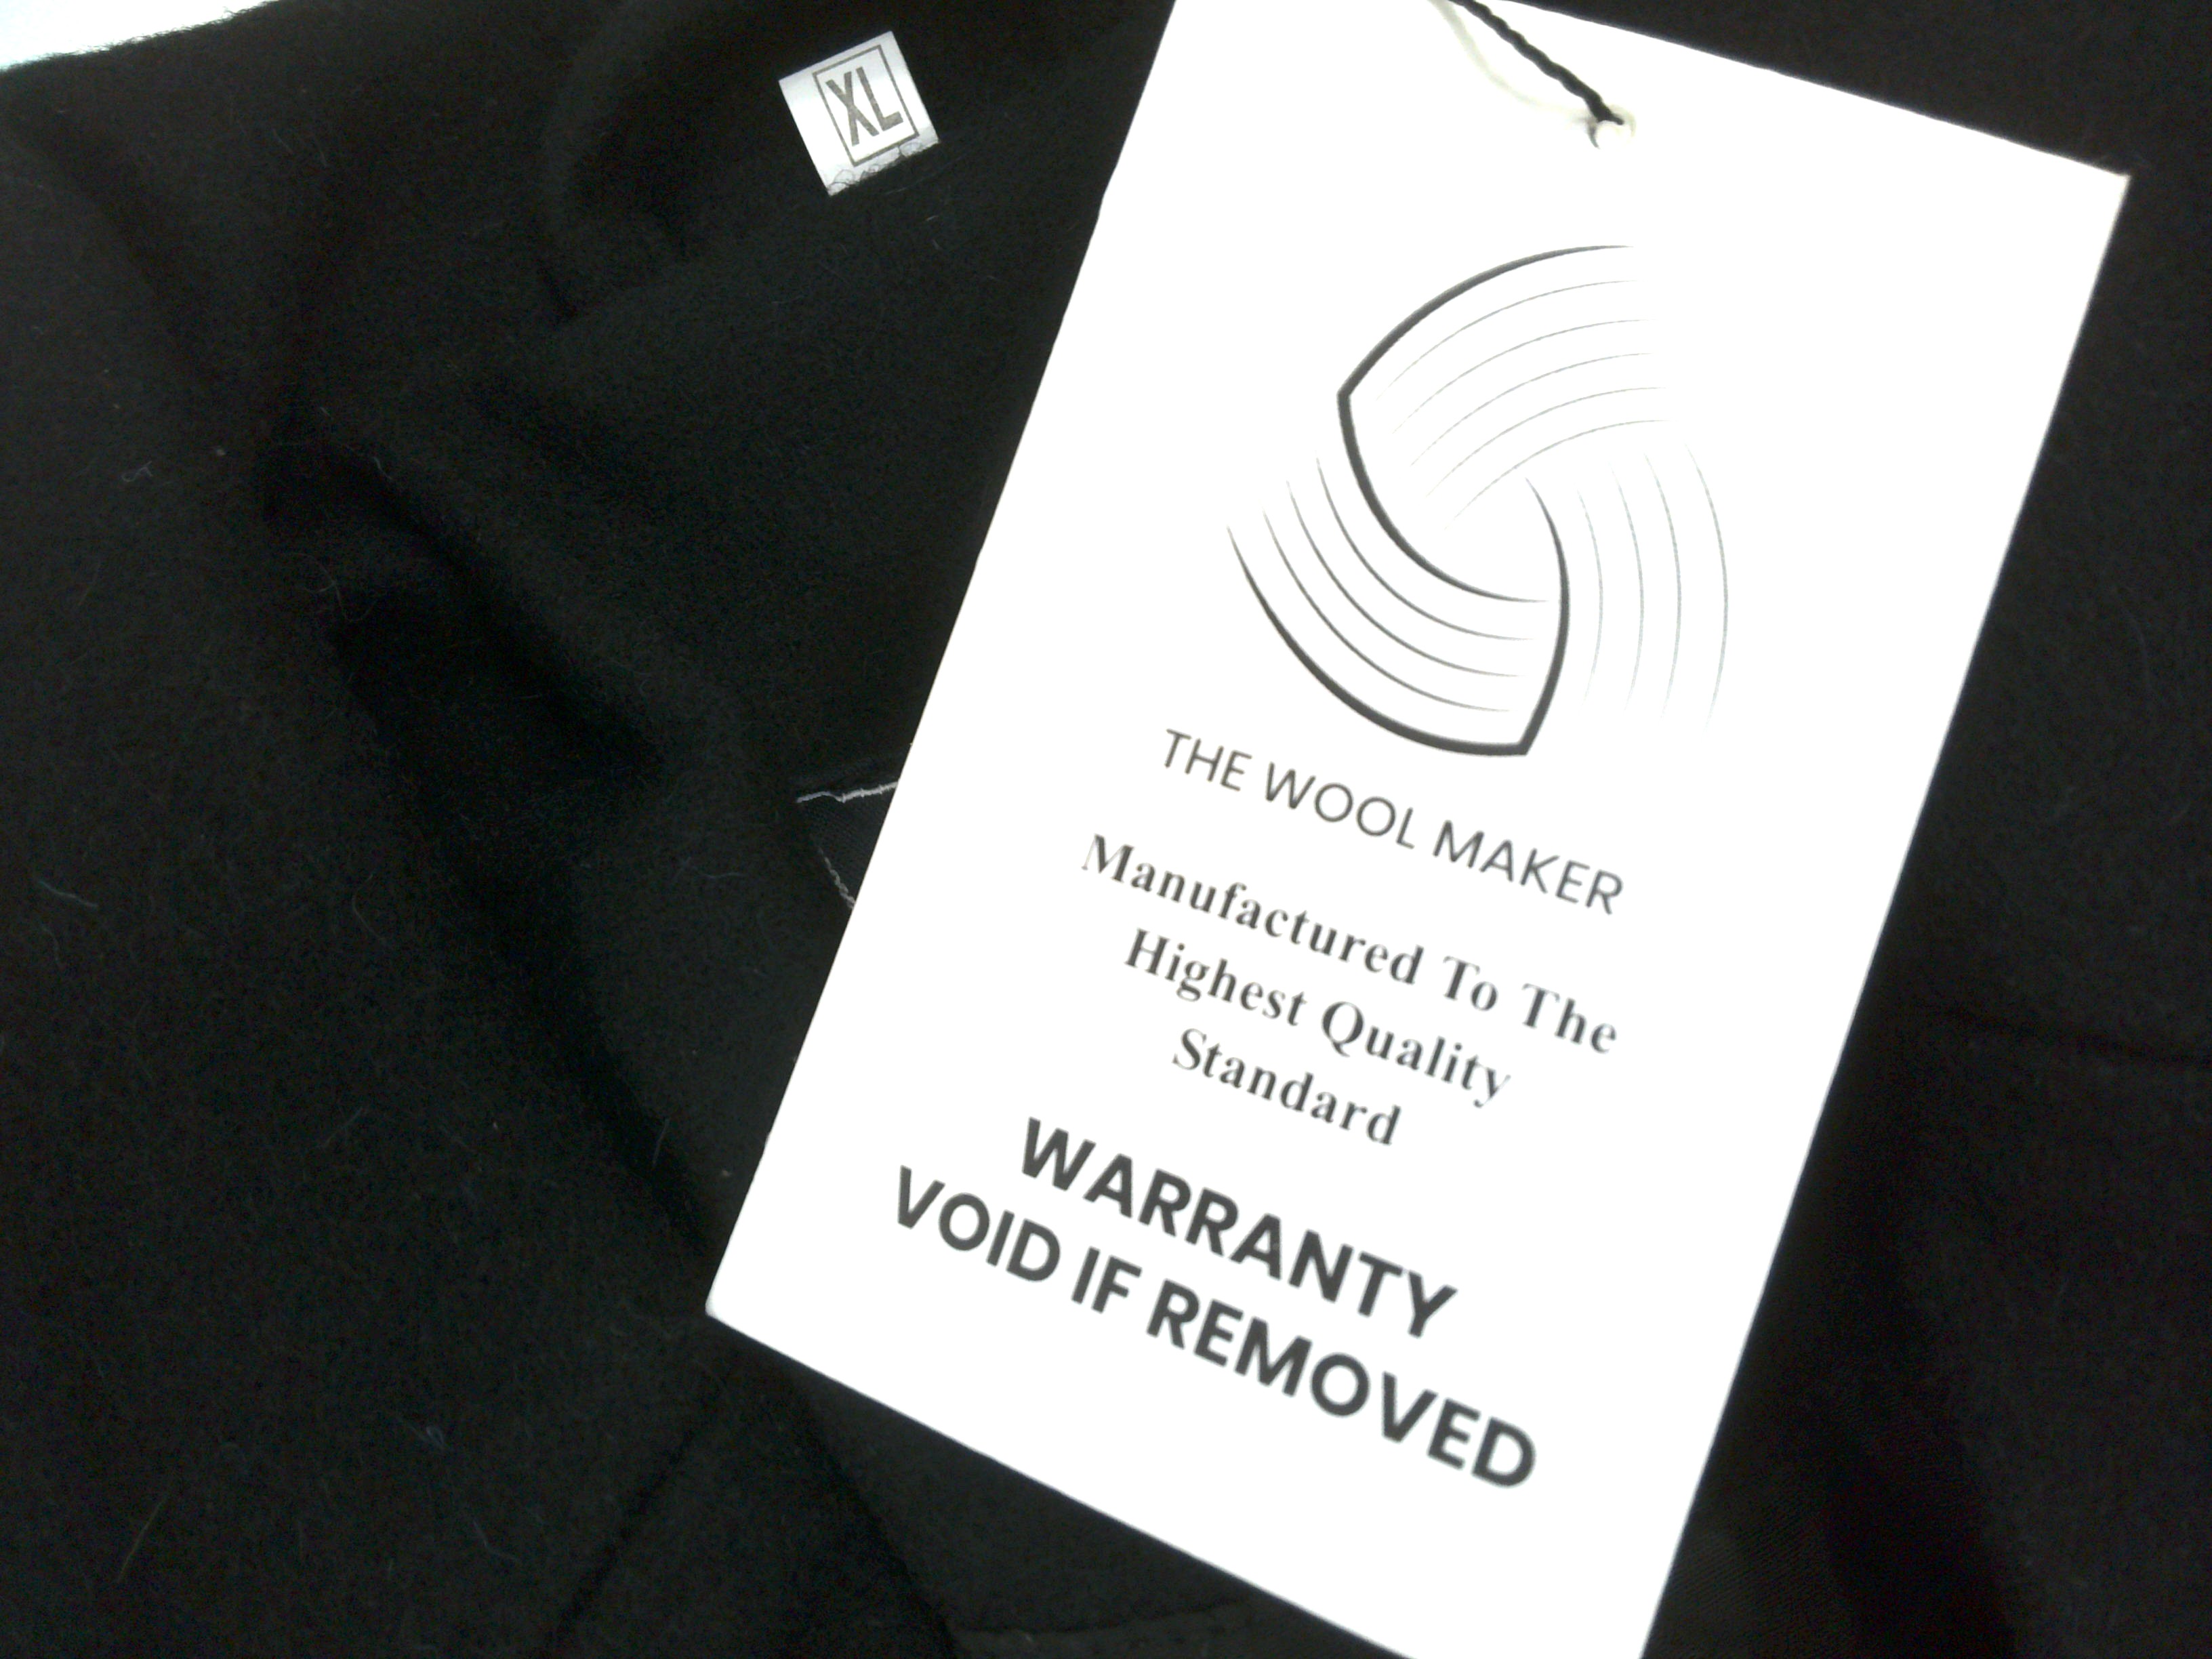 XL
THE WOOL MAKER
Manufactured To The
Highest Quality
Standard
WARRANTY
VOID IF REMOVED